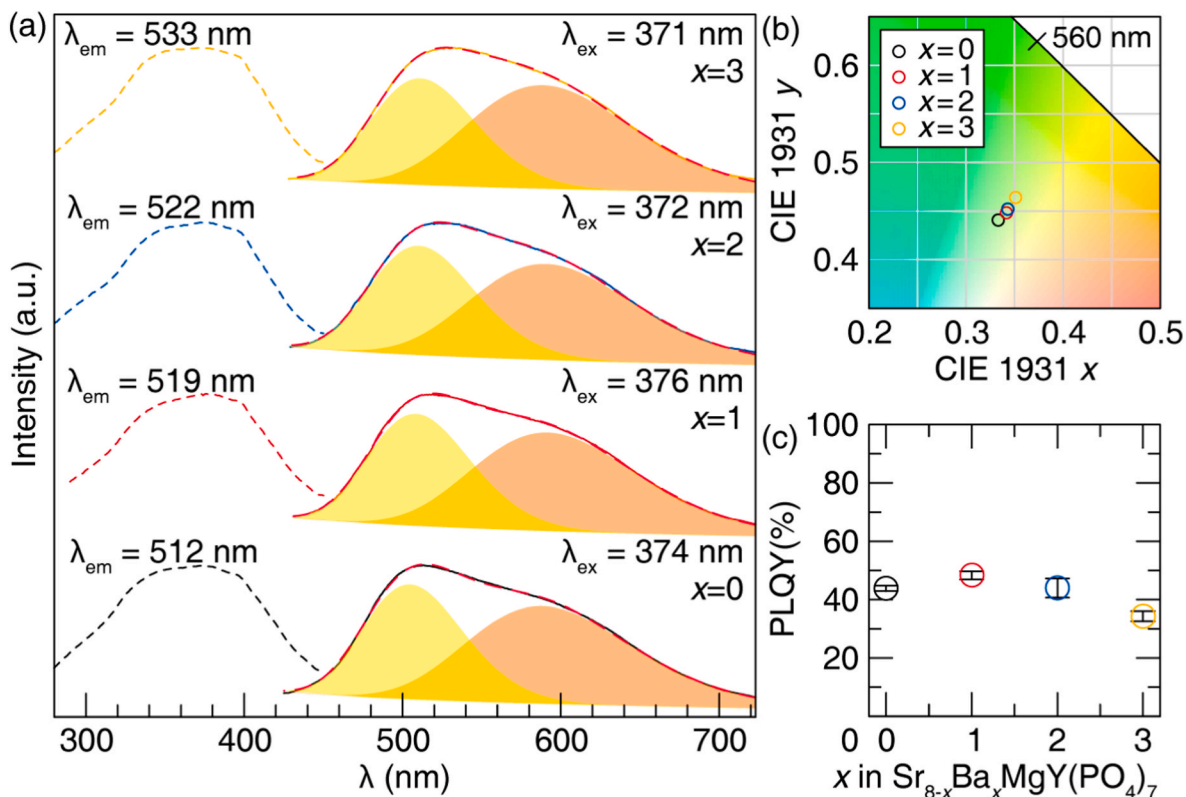 (a)
λem = 533 nm
λex = 371 nm
x=3
λem = 522 nm
λex = 372 nm
x=2
λem = 519 nm
λex = 376 nm
x=1
λem = 512 nm
λex = 374 nm
x=0
Intensity (a.u.)
300 400 500 600 700
λ (nm)
(b)
560 nm
x=0
x=1
x=2
x=3
CIE 1931 y
0.6
0.5
0.4
0.2 0.3 0.4 0.5
CIE 1931 x
(c)
PLQY(%)
100
80
60
40
20
0
0 1 2 3
x in Sr8-xBaxMgY(PO4)7